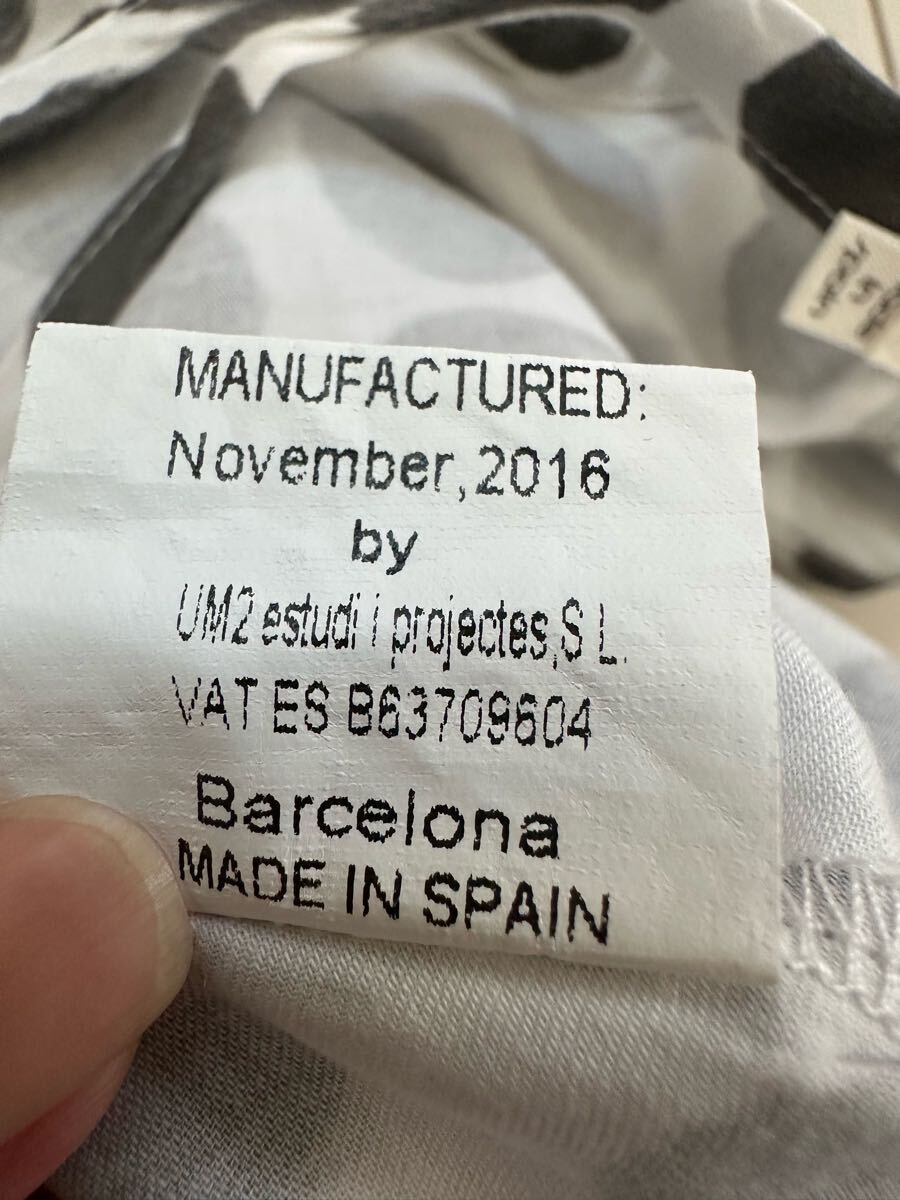 MANUFACTURED:
November,2016
by
UM2 estudi i projectes,S L.
VAT ES B63709604
Barcelona
MADE IN SPAIN